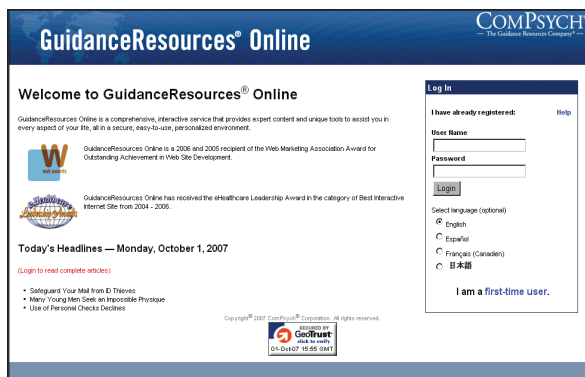 COMPSYCH®
— The Guidance Resources Company® —
GuidanceResources® Online
Welcome to GuidanceResources® Online
GuidanceResources Online is a comprehensive, interactive service that provides expert content and unique tools to assist you in
every aspect of your life, all in a secure, easy-to-use, personalized environment.
W
web awards
GuidanceResources Online is a 2006 and 2005 recipient of the Web Marketing Association Award for
Outstanding Achievement in Web Site Development.
eHealthcare
Leadership Awards
GuidanceResources Online has received the eHealthcare Leadership Award in the category of Best Interactive
Internet Site from 2004 - 2006.
Today's Headlines — Monday, October 1, 2007
(Login to read complete articles)
• Safeguard Your Mail from ID Thieves
• Many Young Men Seek an Impossible Physique
• Use of Personal Checks Declines
Log In
I have already registered: Help
User Name
Password
Login
Select language (optional)
English
Español
Français (Canadien)
日本語
I am a first-time user.
Copyright© 2007 ComPsych® Corporation. All rights reserved.
SECURED BY
GeoTrust
click to verify
01-Oct-07 15:55 GMT